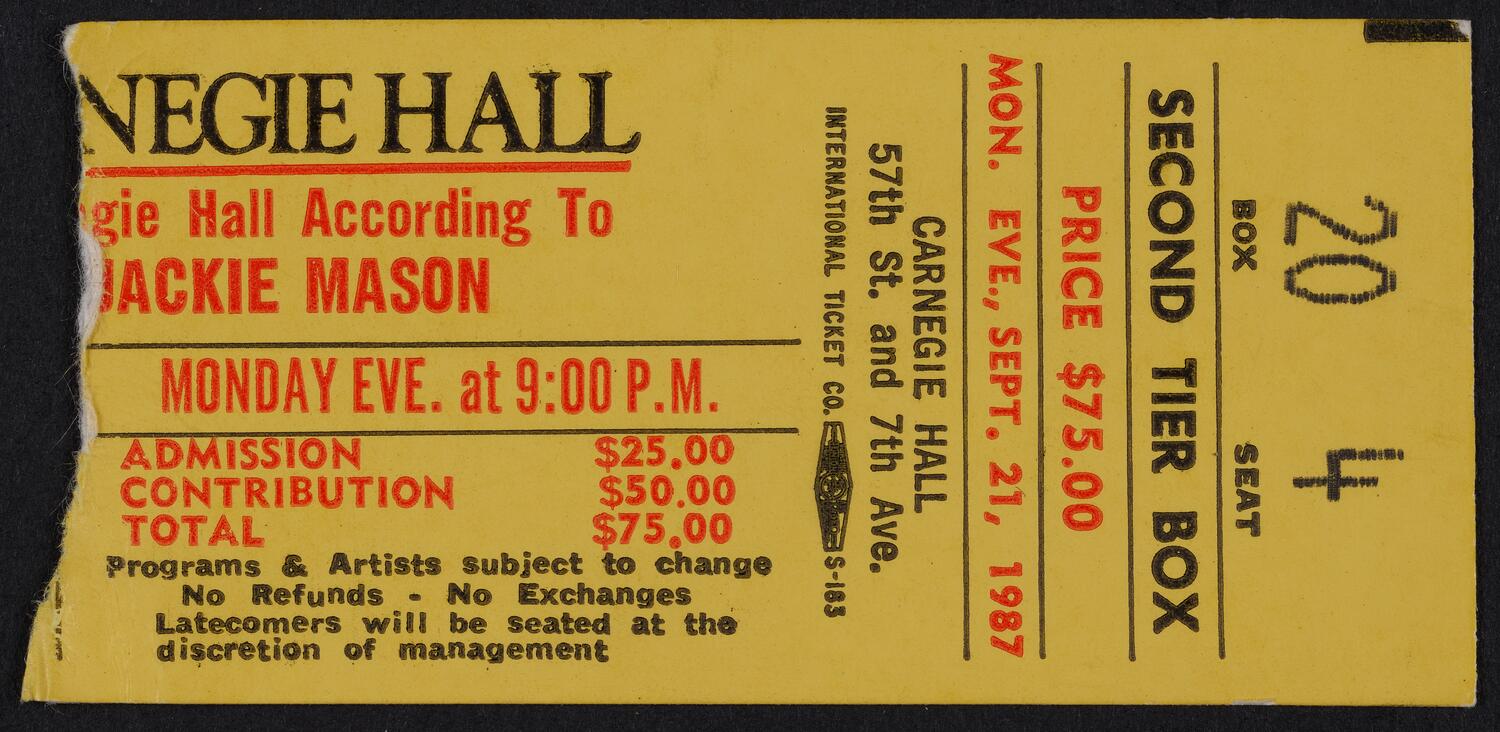 NEGIE HALL
gie Hall According To
JACKIE MASON
MONDAY EVE. at 9:00 P.M.
ADMISSION $25.00
CONTRIBUTION $50.00
TOTAL $75.00
Programs & Artists subject to change
No Refunds - No Exchanges
Latecomers will be seated at the
discretion of management
20 4
BOX SEAT
SECOND TIER BOX
PRICE $75.00
MON. EVE., SEPT. 21, 1987
CARNEGIE HALL
57th St. and 7th Ave.
INTERNATIONAL TICKET CO. S-183